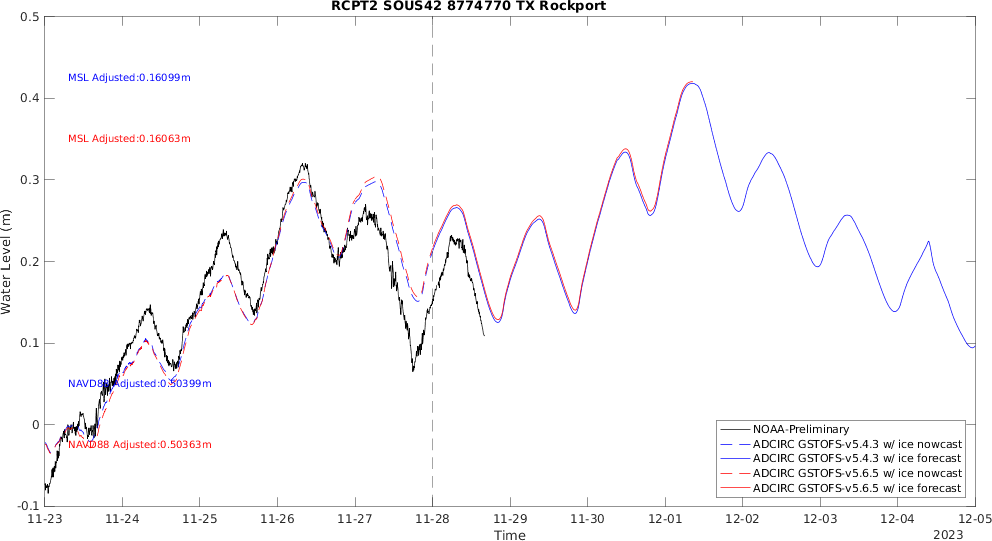 RCPT2 SOUS42 8774770 TX Rockport
0.5
0.4
0.3
0.2
0.1
0
-0.1
Water Level (m)
MSL Adjusted:0.16099m
MSL Adjusted:0.16063m
NAVD88 Adjusted:0.50399m
NAVD88 Adjusted:0.50363m
NOAA-Preliminary
ADCIRC GSTOFS-v5.4.3 w/ ice nowcast
ADCIRC GSTOFS-v5.4.3 w/ ice forecast
ADCIRC GSTOFS-v5.6.5 w/ ice nowcast
ADCIRC GSTOFS-v5.6.5 w/ ice forecast
11-23 11-24 11-25 11-26 11-27 11-28 11-29 11-30 12-01 12-02 12-03 12-04 12-05
Time
2023